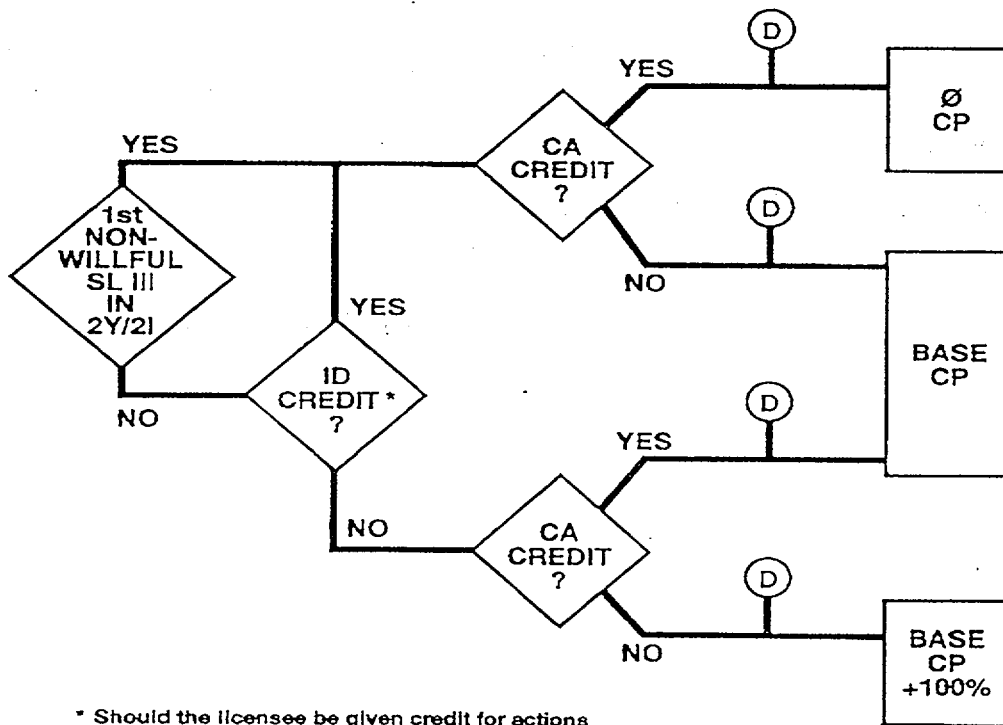 D
YES
Ø
CP
CA
CREDIT
?
YES
1st
NON-
WILLFUL
SL III
IN
2Y/2I
D
NO
YES
BASE
CP
ID
CREDIT *
?
NO
D
YES
NO
CA
CREDIT
?
D
NO
BASE
CP
+100%
* Should the licensee be given credit for actions